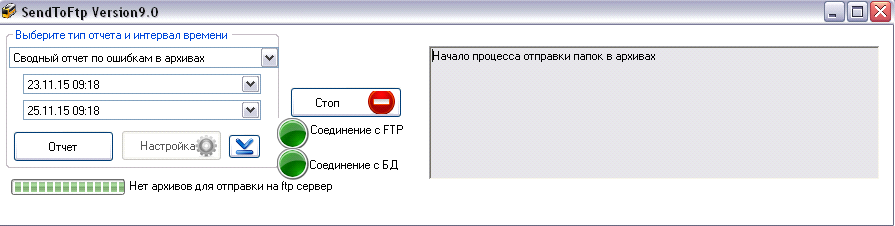 SendToFtp Version9.0
Выберите тип отчета и интервал времени
Сводный отчет по ошибкам в архивах
23.11.15 09:18
25.11.15 09:18
Отчет
Настройка
Стоп
Соединение с FTP
Соединение с БД
Нет архивов для отправки на ftp сервер
Начало процесса отправки папок в архивах